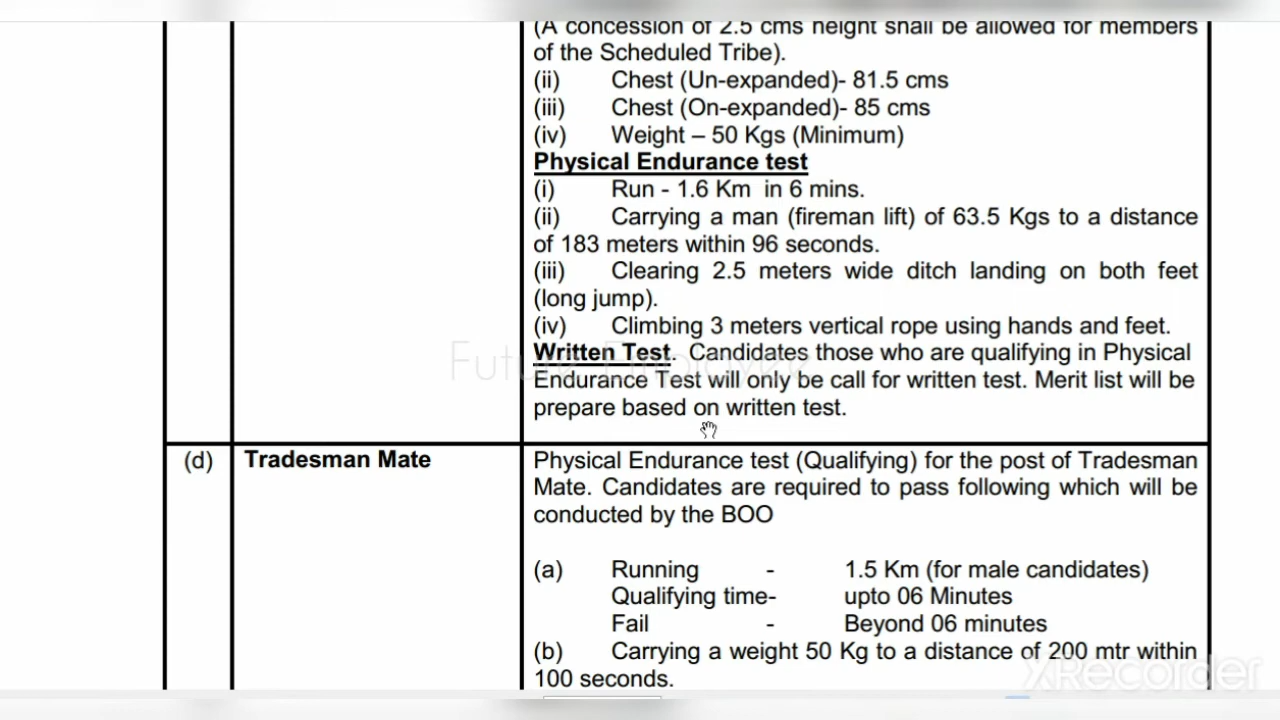 (A concession of 2.5 cms height shall be allowed for members
of the Scheduled Tribe).
(ii) Chest (Un-expanded)- 81.5 cms
(iii) Chest (On-expanded)- 85 cms
(iv) Weight – 50 Kgs (Minimum)
Physical Endurance test
(i) Run - 1.6 Km in 6 mins.
(ii) Carrying a man (fireman lift) of 63.5 Kgs to a distance
of 183 meters within 96 seconds.
(iii) Clearing 2.5 meters wide ditch landing on both feet
(long jump).
(iv) Climbing 3 meters vertical rope using hands and feet.
Written Test. Candidates those who are qualifying in Physical
Future Employee
Endurance Test will only be call for written test. Merit list will be
prepare based on written test.
(d) Tradesman Mate Physical Endurance test (Qualifying) for the post of Tradesman
Mate. Candidates are required to pass following which will be
conducted by the BOO
(a) Running - 1.5 Km (for male candidates)
Qualifying time- upto 06 Minutes
Fail - Beyond 06 minutes
(b) Carrying a weight 50 Kg to a distance of 200 mtr within
100 seconds.
XRecorder